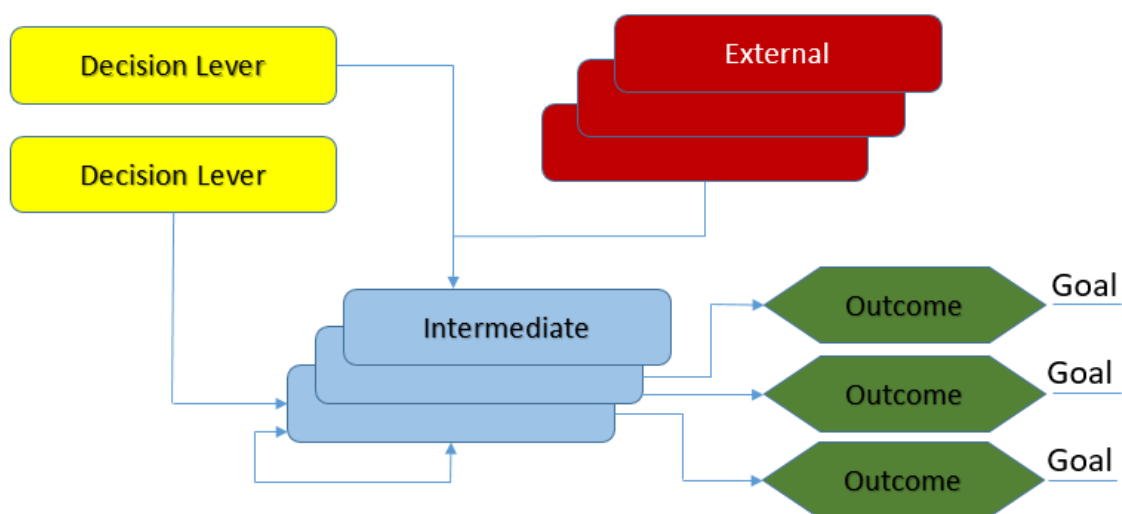 Decision Lever
External
Decision Lever
Intermediate
Outcome
Goal
Outcome
Goal
Outcome
Goal